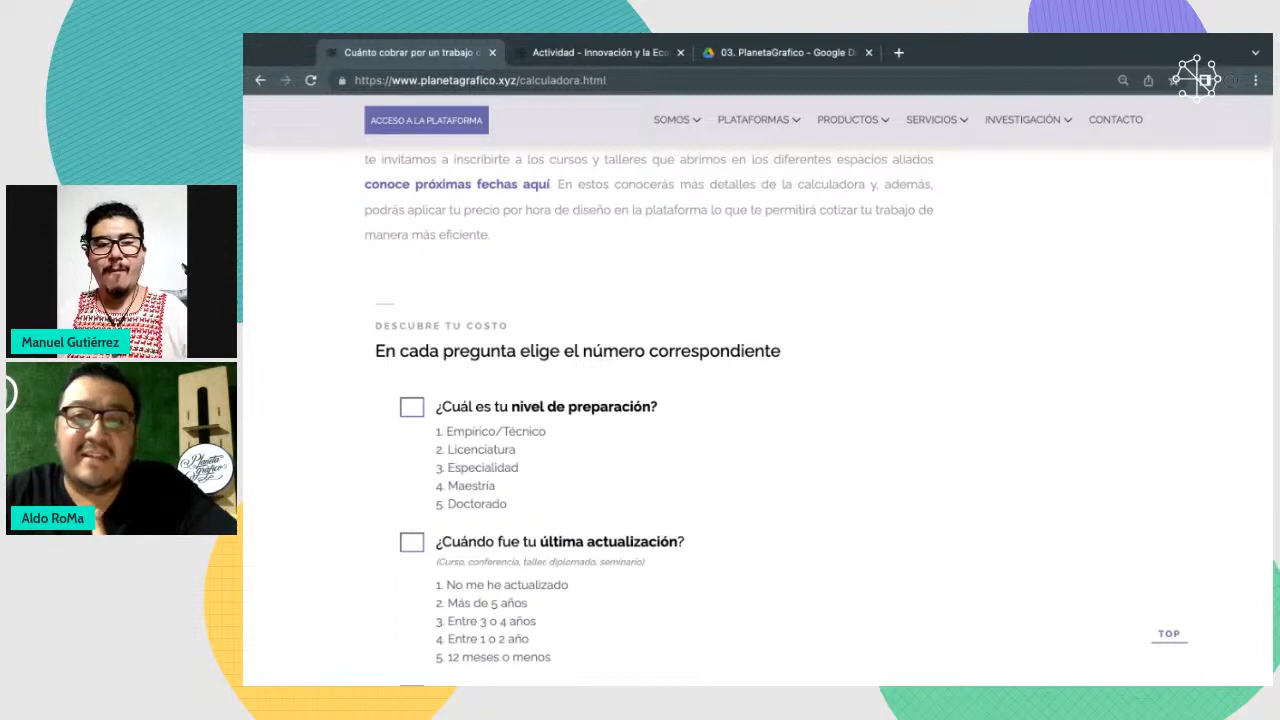 Cuánto cobrar por un trabajo d
Actividad - Innovación y la Eco
03. PlanetaGrafico - Google D
https://www.planetagrafico.xyz/calculadora.html
ACCESO A LA PLATAFORMA
SOMOS
PLATAFORMAS
PRODUCTOS
SERVICIOS
INVESTIGACIÓN
CONTACTO
te invitamos a inscribirte a los cursos y talleres que abrimos en los diferentes espacios aliados
conoce próximas fechas aquí. En estos conocerás más detalles de la calculadora y, además,
podrás aplicar tu precio por hora de diseño en la plataforma lo que te permitirá cotizar tu trabajo de
manera más eficiente.
DESCUBRE TU COSTO
En cada pregunta elige el número correspondiente
¿Cuál es tu nivel de preparación?
1. Empírico/Técnico
2. Licenciatura
3. Especialidad
4. Maestría
5. Doctorado
¿Cuándo fue tu última actualización?
(Curso, conferencia, taller, diplomado, seminario)
1. No me he actualizado
2. Más de 5 años
3. Entre 3 o 4 años
4. Entre 1 o 2 año
5. 12 meses o menos
TOP
Manuel Gutiérrez
Planeta
gráfico
Aldo RoMa